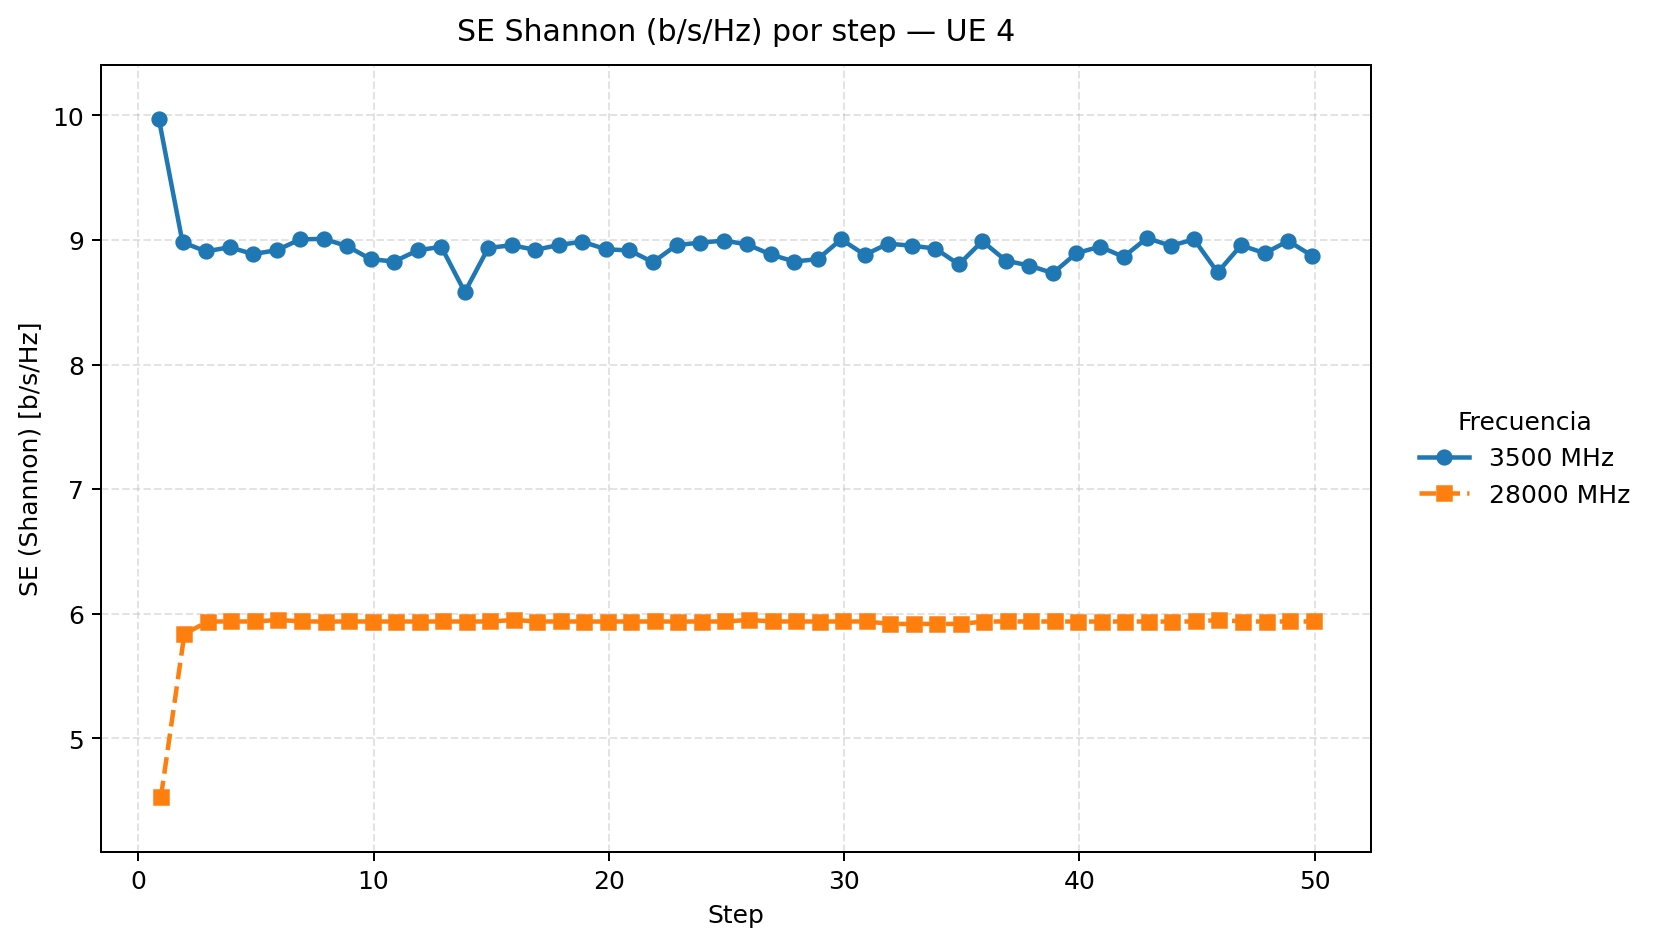 SE Shannon (b/s/Hz) por step — UE 4
SE (Shannon) [b/s/Hz]
10
9
8
7
6
5
0
10
20
30
40
50
Step
Frecuencia
3500 MHz
28000 MHz